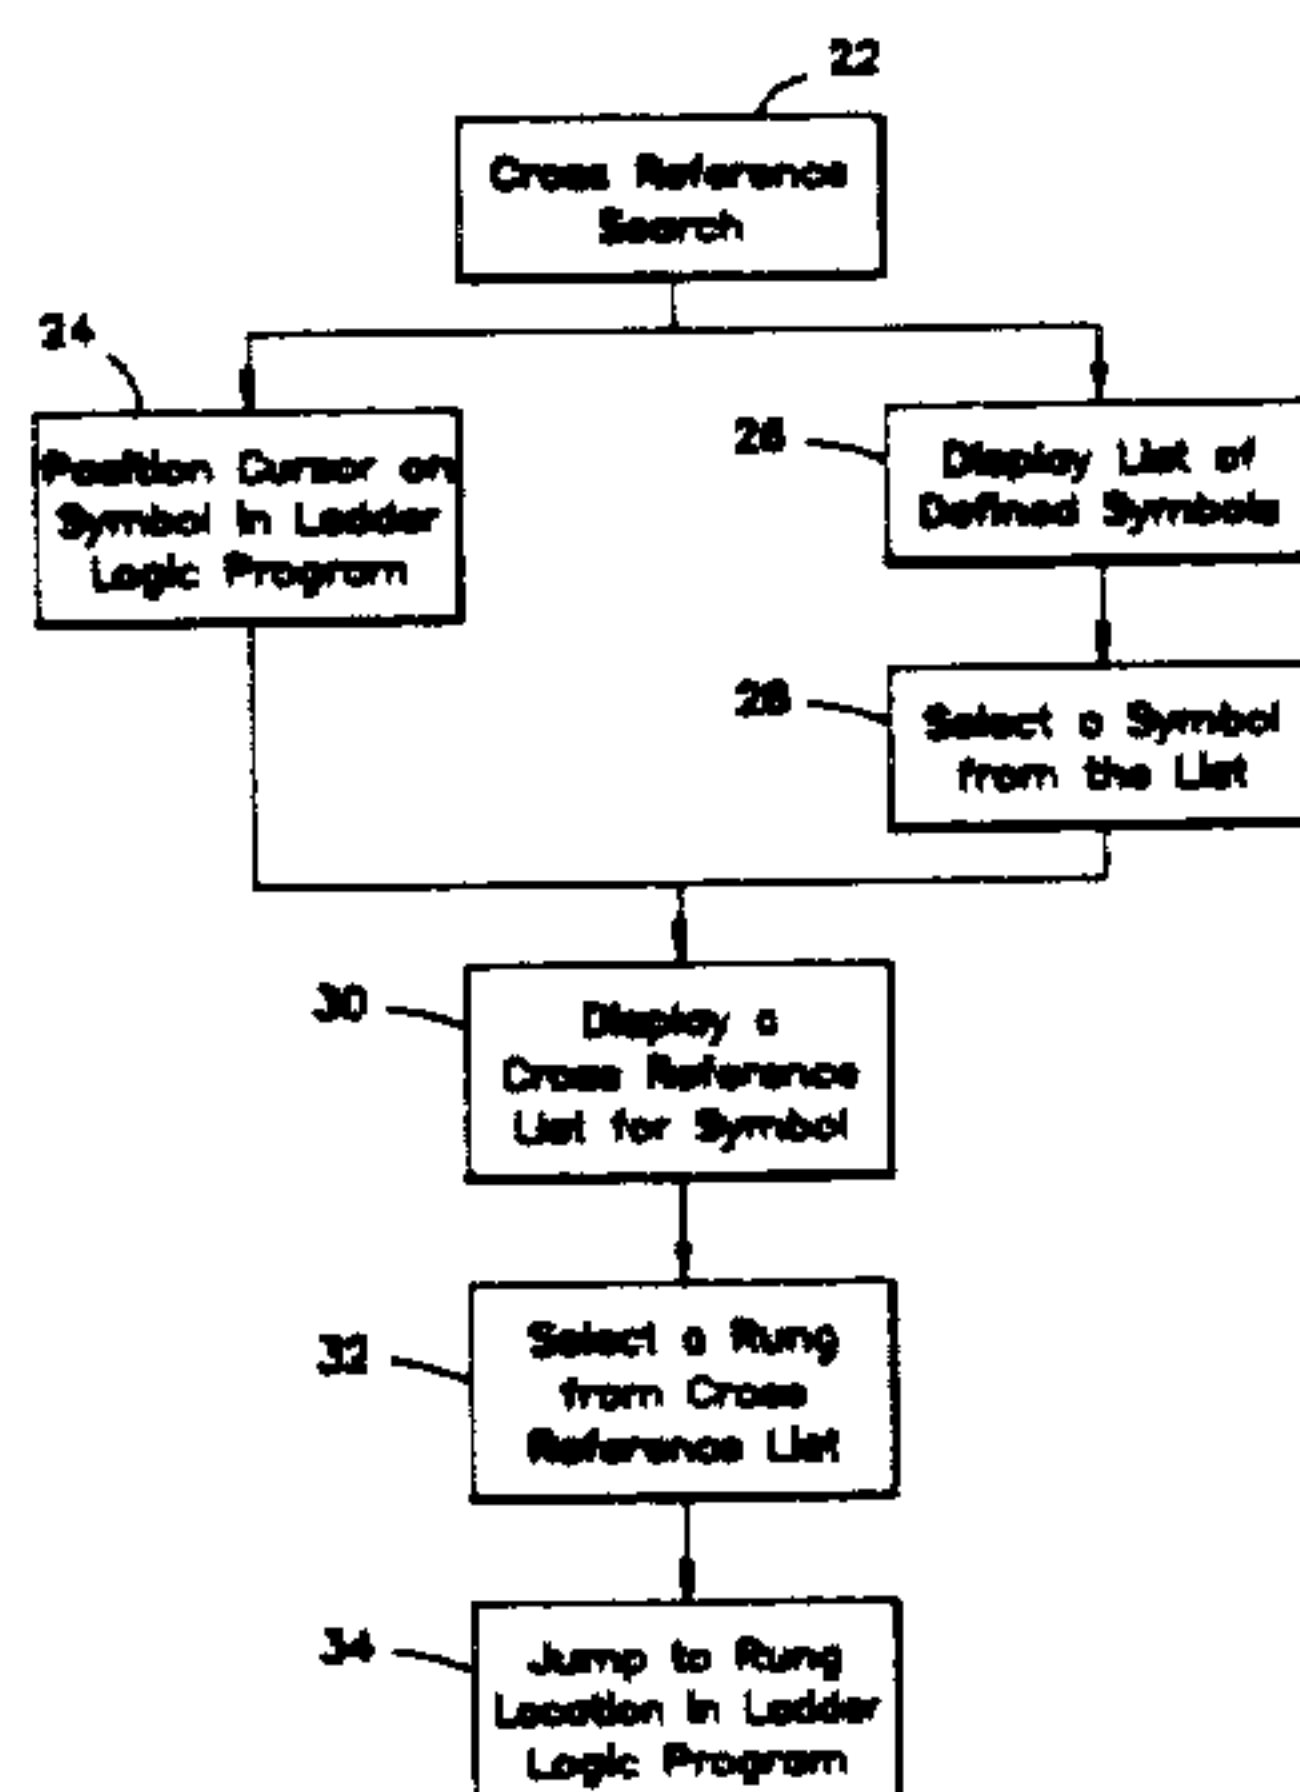 22
Cross Reference
Search
24
Position Cursor on
Symbol in Ladder
Logic Program
26
Display List of
Defined Symbols
28
Select a Symbol
from the List
30
Display a
Cross Reference
List for Symbol
32
Select a Rung
from Cross
Reference List
34
Jump to Rung
Location in Ladder
Logic Program